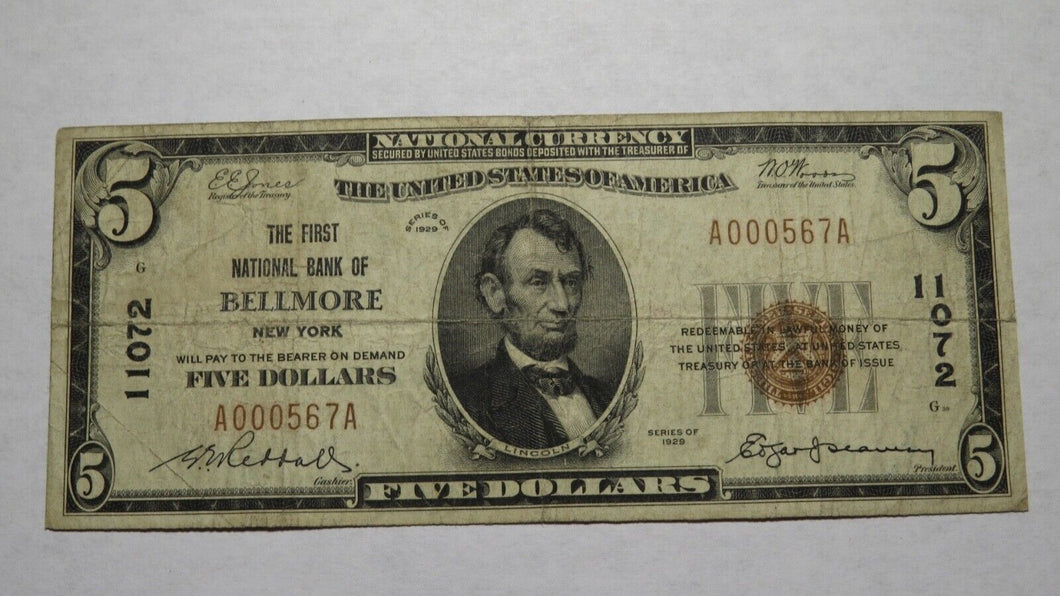 NATIONAL CURRENCY
SECURED BY UNITED STATES BONDS DEPOSITED WITH THE TREASURER OF
THE UNITED STATES OF AMERICA
5
5
E E Jones
Register of the Treasury
W. O. Woods
Treasurer of the United States
SERIES OF
1929
THE FIRST
NATIONAL BANK OF
BELLMORE
NEW YORK
WILL PAY TO THE BEARER ON DEMAND
FIVE DOLLARS
A000567A
G
11072
A000567A
11072
FIVE
REDEEMABLE IN LAWFUL MONEY OF
THE UNITED STATES AT UNITED STATES
TREASURY OR AT THE BANK OF ISSUE
G
SERIES OF
1929
LINCOLN
Cashier
President
5
5
FIVE DOLLARS